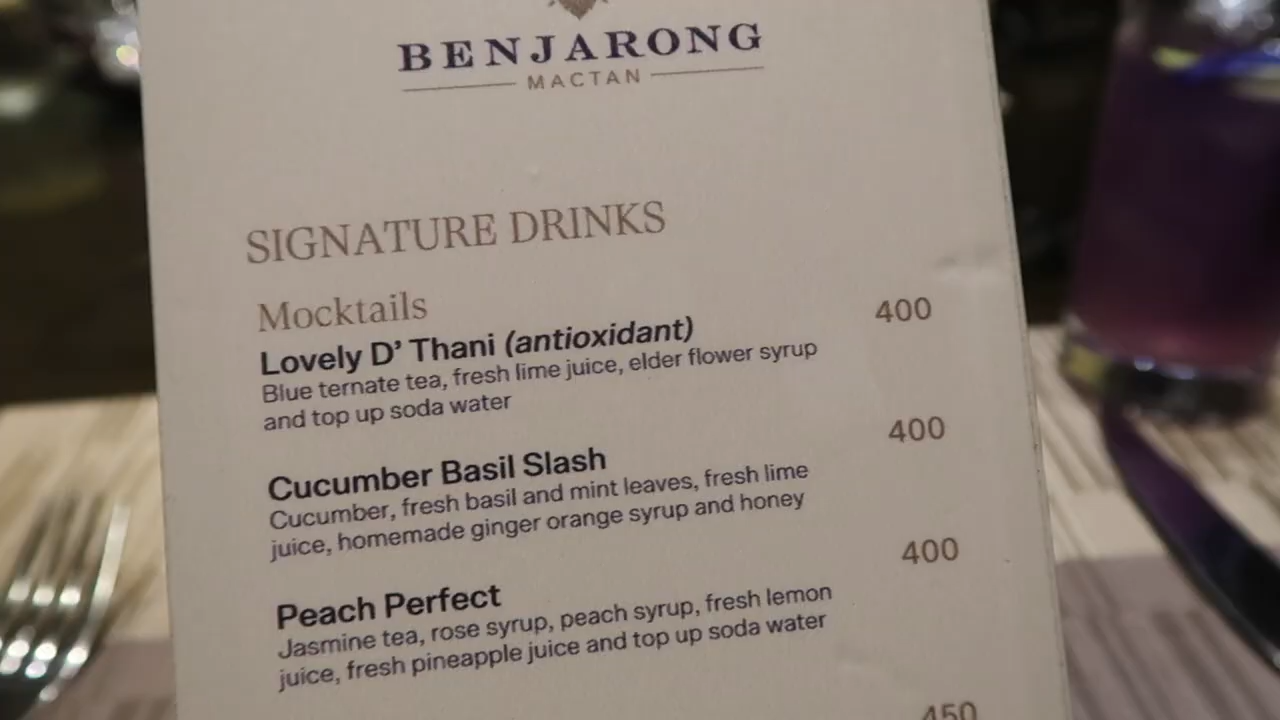 BENJARONG
MACTAN
SIGNATURE DRINKS
Mocktails
Lovely D' Thani (antioxidant) 400
Blue ternate tea, fresh lime juice, elder flower syrup
and top up soda water
Cucumber Basil Slash 400
Cucumber, fresh basil and mint leaves, fresh lime
juice, homemade ginger orange syrup and honey
Peach Perfect 400
Jasmine tea, rose syrup, peach syrup, fresh lemon
juice, fresh pineapple juice and top up soda water
450